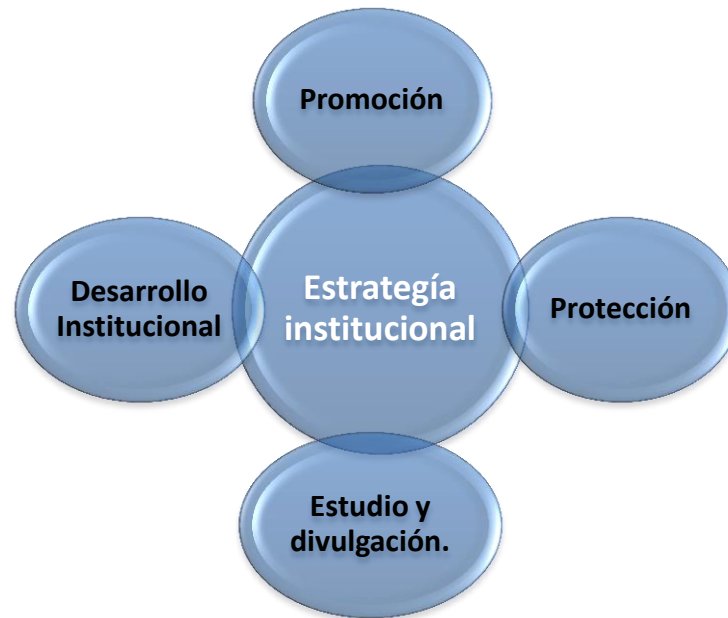 Promoción
Desarrollo
Institucional
Estrategía
institucional
Protección
Estudio y
divulgación.